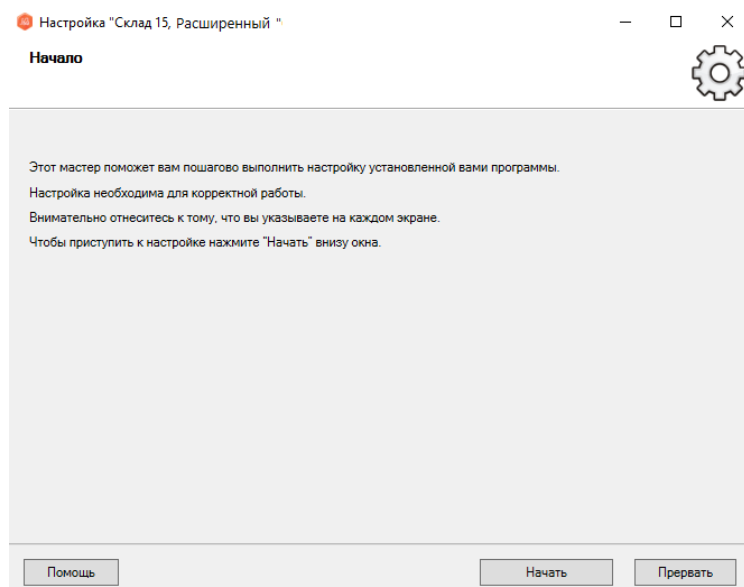 Настройка "Склад 15, Расширенный "
Начало
Этот мастер поможет вам пошагово выполнить настройку установленной вами программы.
Настройка необходима для корректной работы.
Внимательно отнеситесь к тому, что вы указываете на каждом экране.
Чтобы приступить к настройке нажмите "Начать" внизу окна.
Помощь Начать Прервать